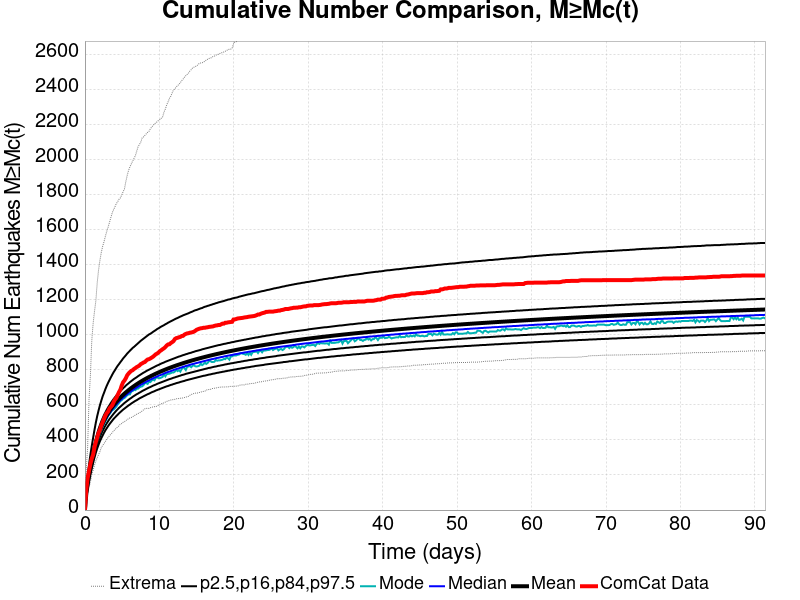 Cumulative Number Comparison, M≥Mc(t)
Cumulative Num Earthquakes M≥Mc(t)
2600
2400
2200
2000
1800
1600
1400
1200
1000
800
600
400
200
0
0 10 20 30 40 50 60 70 80 90
Time (days)
Extrema p2.5,p16,p84,p97.5 Mode Median Mean ComCat Data